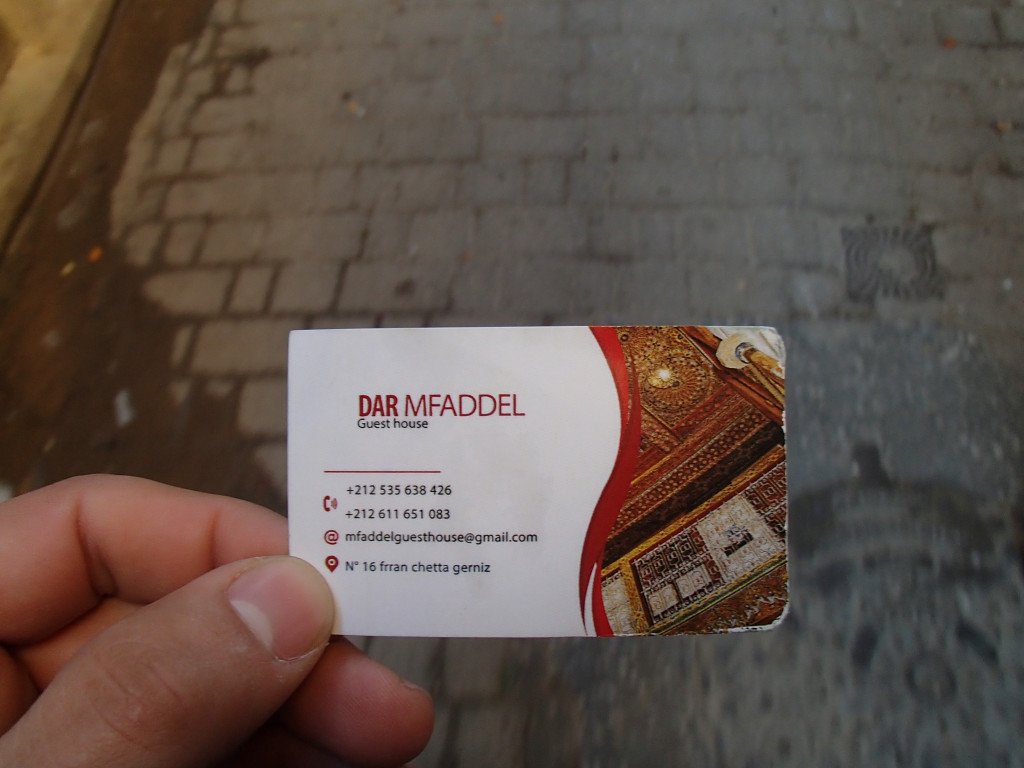 DAR MFADDEL
Guest house
+212 535 638 426
+212 611 651 083
@ mfaddelguesthouse@gmail.com
N° 16 frran chetta gerniz